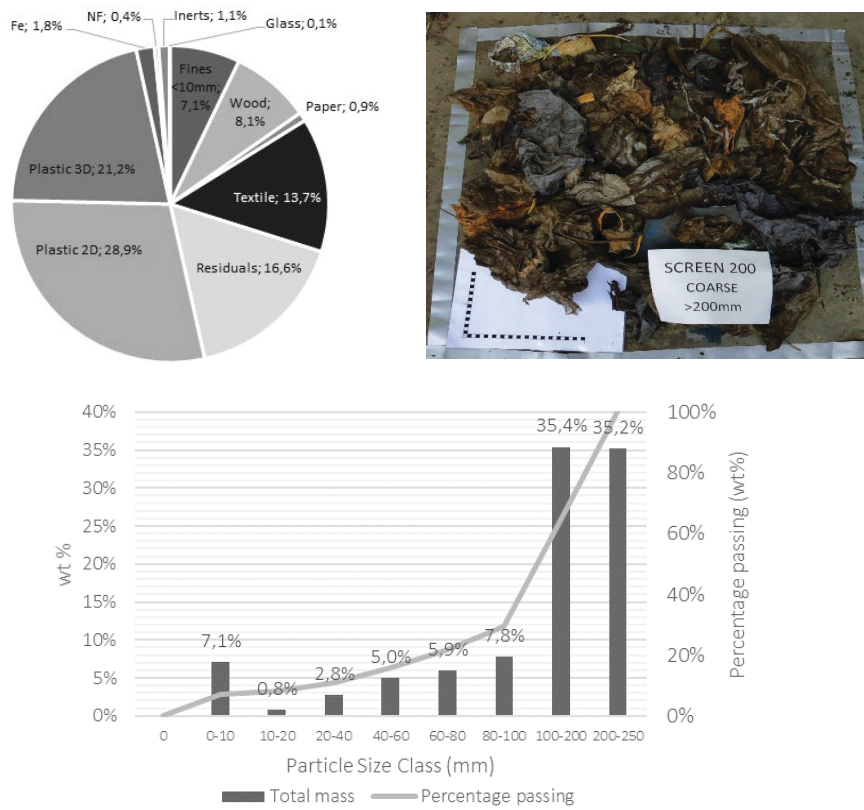 Fe; 1,8%
NF; 0,4%
Inerts; 1,1%
Glass; 0,1%
Fines
<10mm;
7,1%
Wood;
8,1%
Paper; 0,9%
Textile; 13,7%
Residuals; 16,6%
Plastic 2D; 28,9%
Plastic 3D; 21,2%
SCREEN 200
COARSE
>200mm
40%
35%
30%
25%
20%
15%
10%
5%
0%
wt %
100%
80%
60%
40%
20%
0%
Percentage passing (wt%)
7,1%
0,8%
2,8%
5,0%
5,9%
7,8%
35,4%
35,2%
0
0-10
10-20
20-40
40-60
60-80
80-100
100-200
200-250
Particle Size Class (mm)
Total mass
Percentage passing